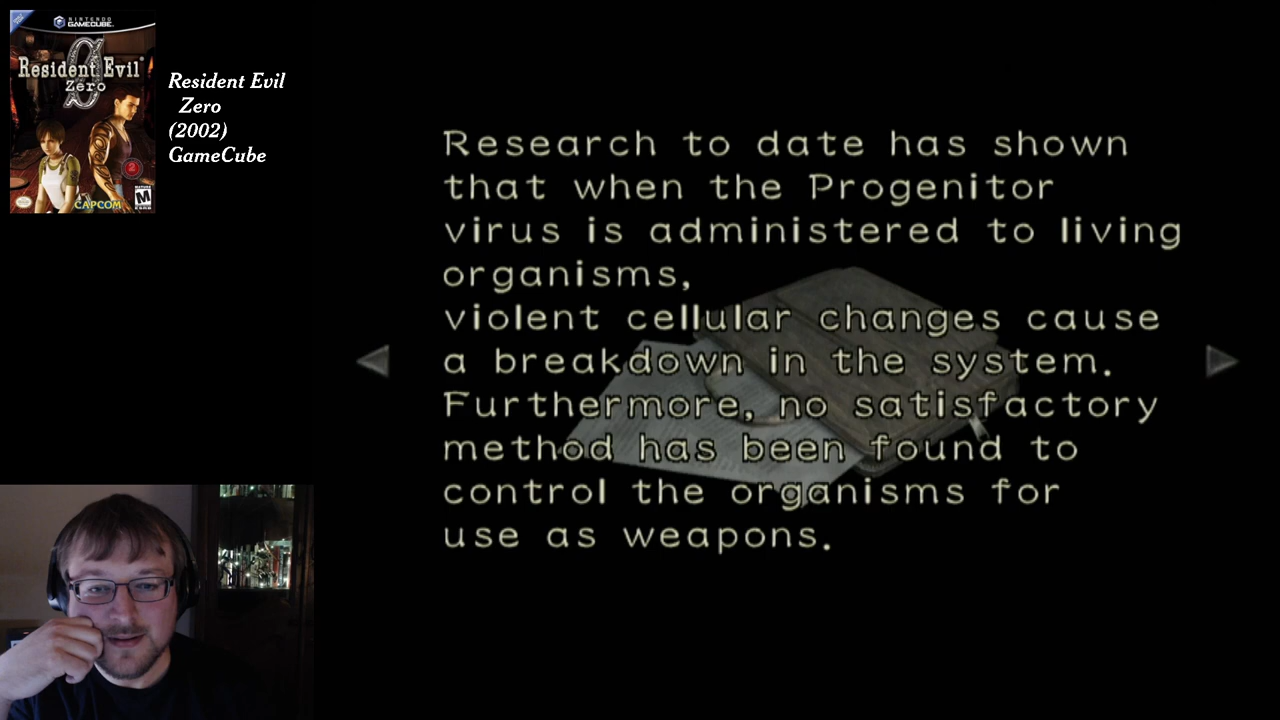 NINTENDO
GAMECUBE
Resident Evil
Zero
CAPCOM
Resident Evil
Zero
(2002)
GameCube
Research to date has shown
that when the Progenitor
virus is administered to living
organisms,
violent cellular changes cause
a breakdown in the system.
Furthermore, no satisfactory
method has been found to
control the organisms for
use as weapons.